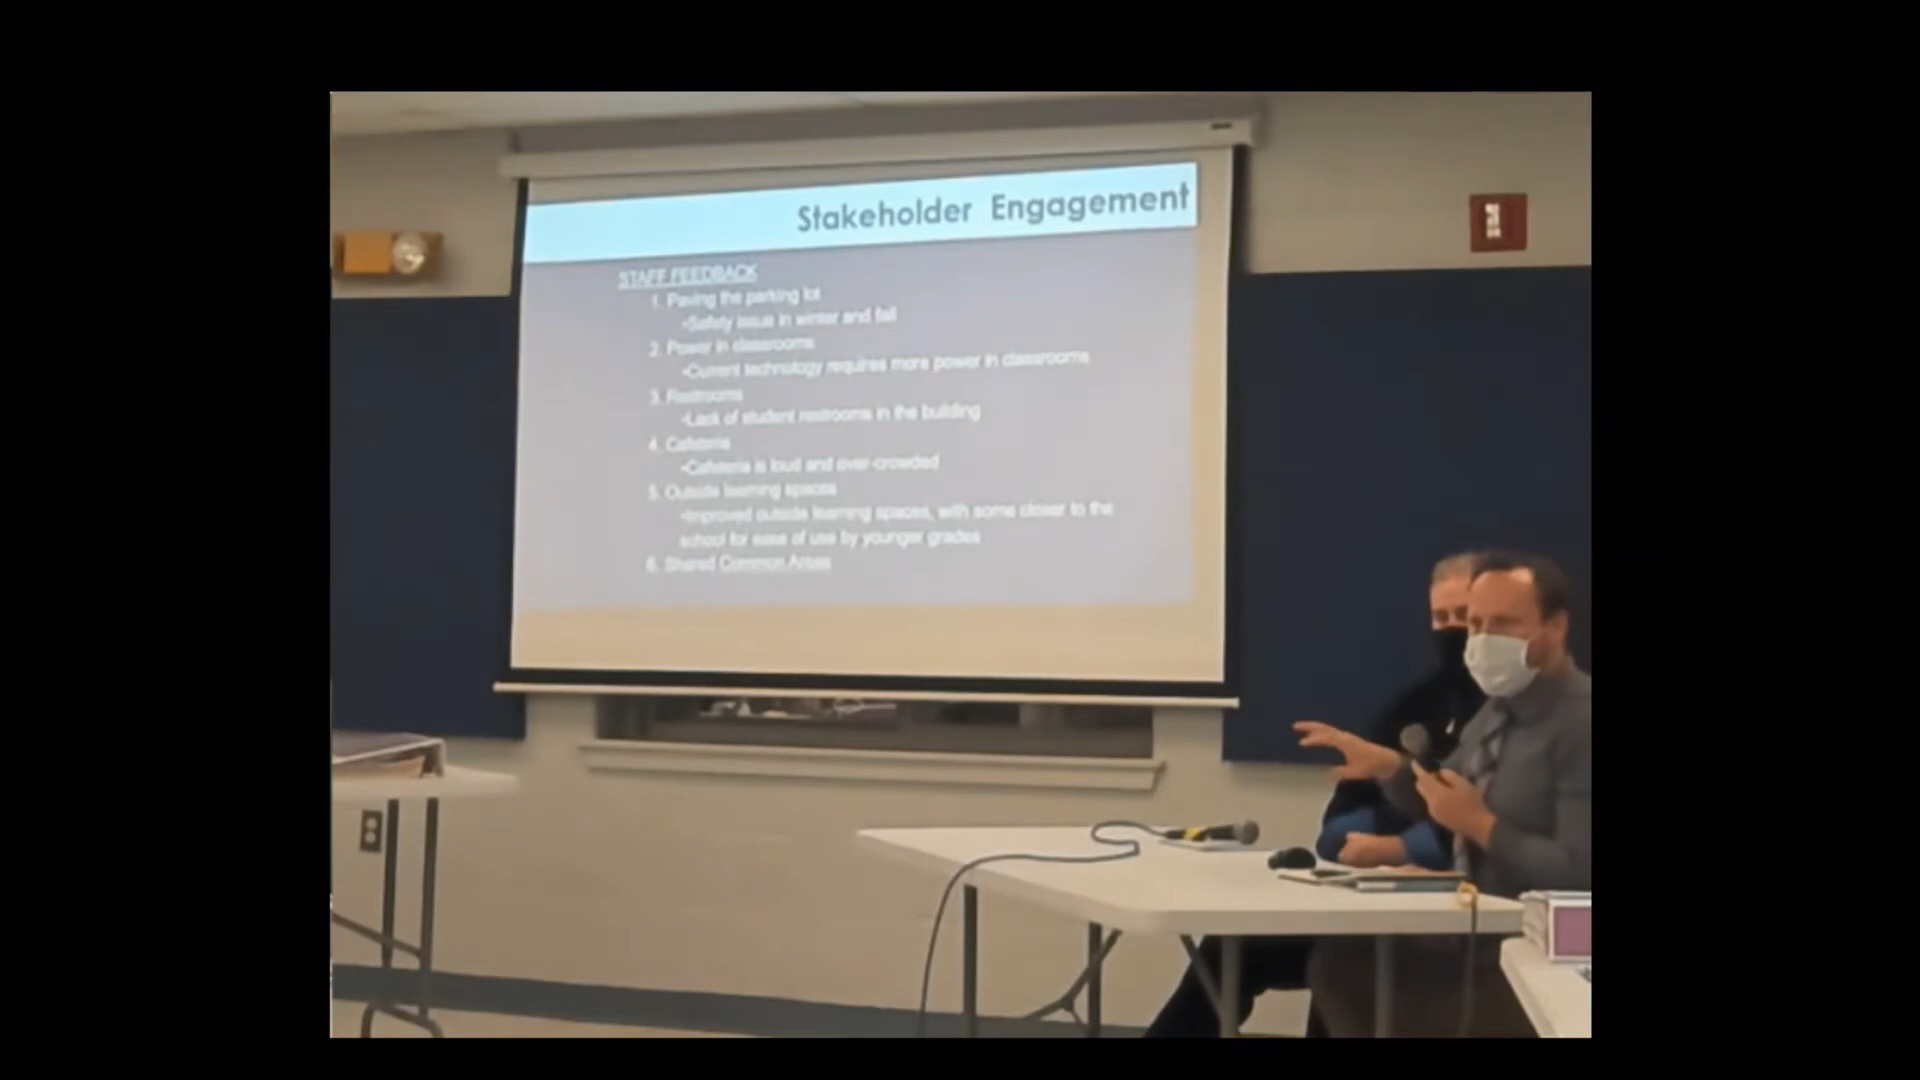 Stakeholder Engagement
STAFF FEEDBACK
1. Paving the parking lot
•Safety issue in winter and fall
2. Power in classrooms
•Current technology requires more power in classrooms
3. Restrooms
•Lack of student restrooms in the building
4. Cafeteria
•Cafeteria is loud and over-crowded
5. Outside learning spaces
•Improved outside learning spaces, with some closer to the
school for ease of use by younger grades
6. Shared Common Areas